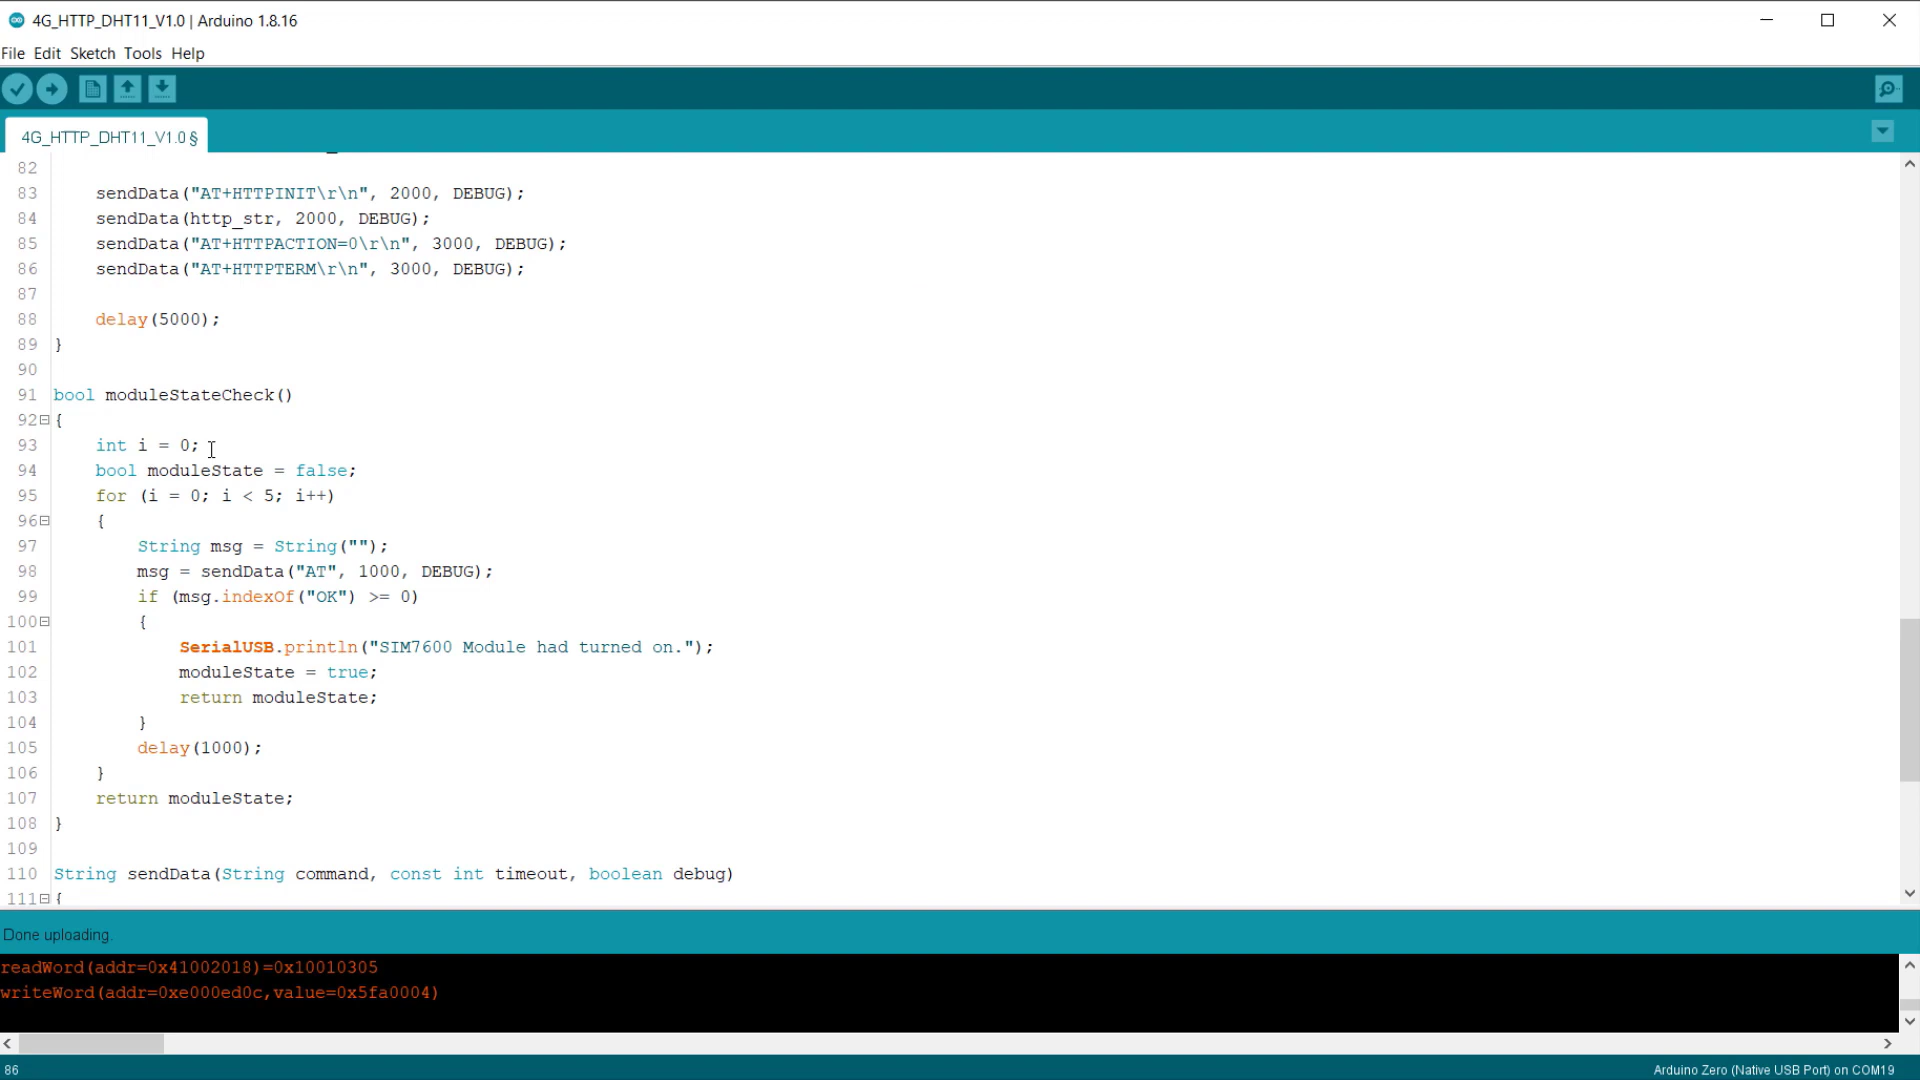 4G_HTTP_DHT11_V1.0 | Arduino 1.8.16
File Edit Sketch Tools Help
4G_HTTP_DHT11_V1.0 §
82
83 sendData("AT+HTTPINIT\r\n", 2000, DEBUG);
84 sendData(http_str, 2000, DEBUG);
85 sendData("AT+HTTPACTION=0\r\n", 3000, DEBUG);
86 sendData("AT+HTTPTERM\r\n", 3000, DEBUG);
87
88 delay(5000);
89 }
90
91 bool moduleStateCheck()
92 {
93 int i = 0;
94 bool moduleState = false;
95 for (i = 0; i < 5; i++)
96 {
97 String msg = String("");
98 msg = sendData("AT", 1000, DEBUG);
99 if (msg.indexOf("OK") >= 0)
100 {
101 SerialUSB.println("SIM7600 Module had turned on.");
102 moduleState = true;
103 return moduleState;
104 }
105 delay(1000);
106 }
107 return moduleState;
108 }
109
110 String sendData(String command, const int timeout, boolean debug)
111 {
Done uploading.
readWord(addr=0x41002018)=0x10010305
writeWord(addr=0xe000ed0c,value=0x5fa0004)
86 Arduino Zero (Native USB Port) on COM19